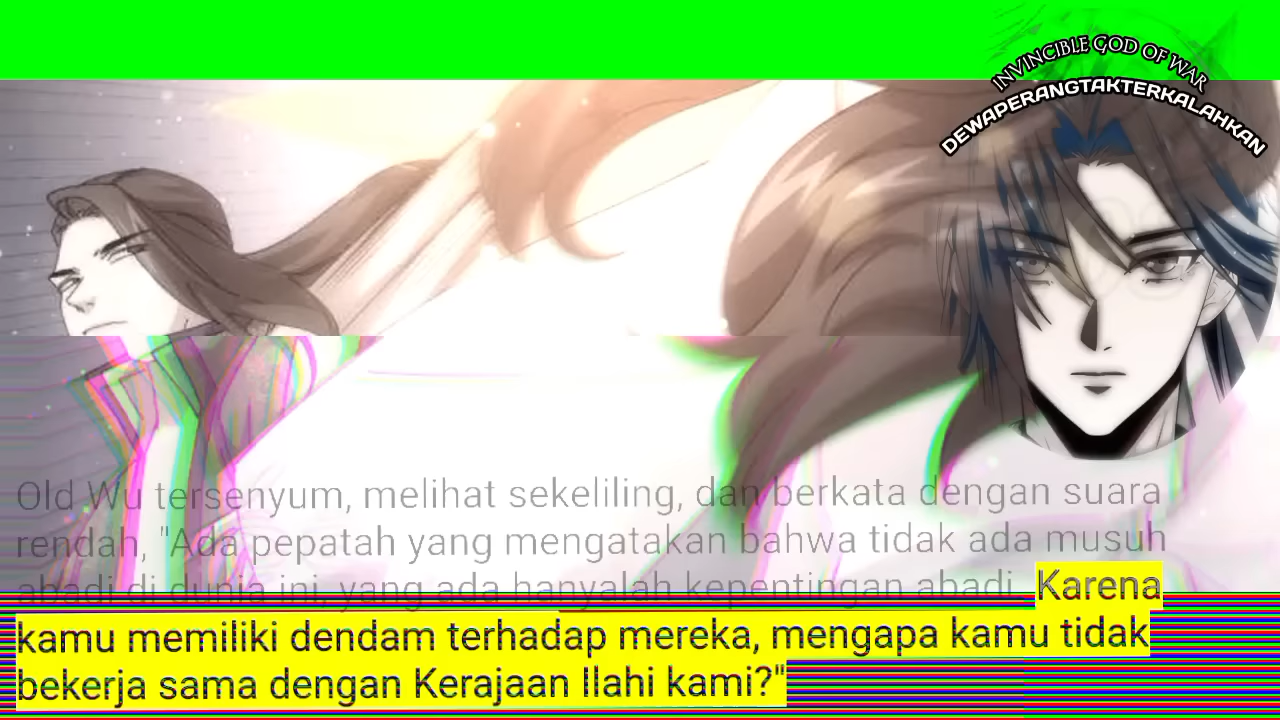 INVINCIBLE GOD OF WAR
DEWAPERANGTAKTERKALAHKAN
Old Wu tersenyum, melihat sekeliling, dan berkata dengan suara
rendah, "Ada pepatah yang mengatakan bahwa tidak ada musuh
abadi di dunia ini, yang ada hanyalah kepentingan abadi. Karena
kamu memiliki dendam terhadap mereka, mengapa kamu tidak
bekerja sama dengan Kerajaan Ilahi kami?"